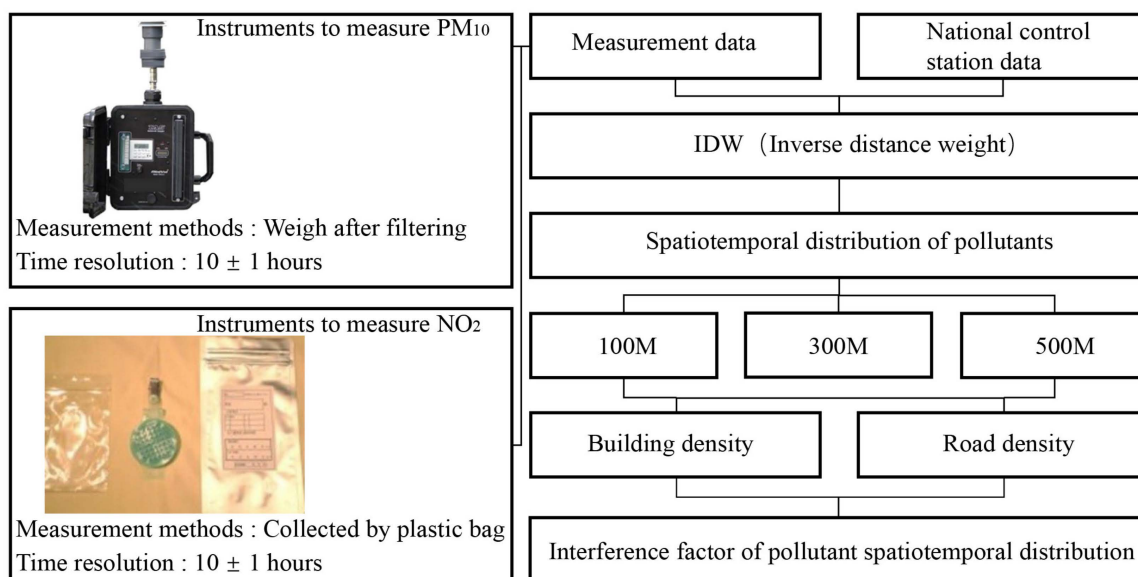 Instruments to measure PM10
Measurement methods : Weigh after filtering
Time resolution : 10 ± 1 hours
Instruments to measure NO2
Measurement methods : Collected by plastic bag
Time resolution : 10 ± 1 hours
Measurement data
National control
station data
IDW（Inverse distance weight）
Spatiotemporal distribution of pollutants
100M
300M
500M
Building density
Road density
Interference factor of pollutant spatiotemporal distribution